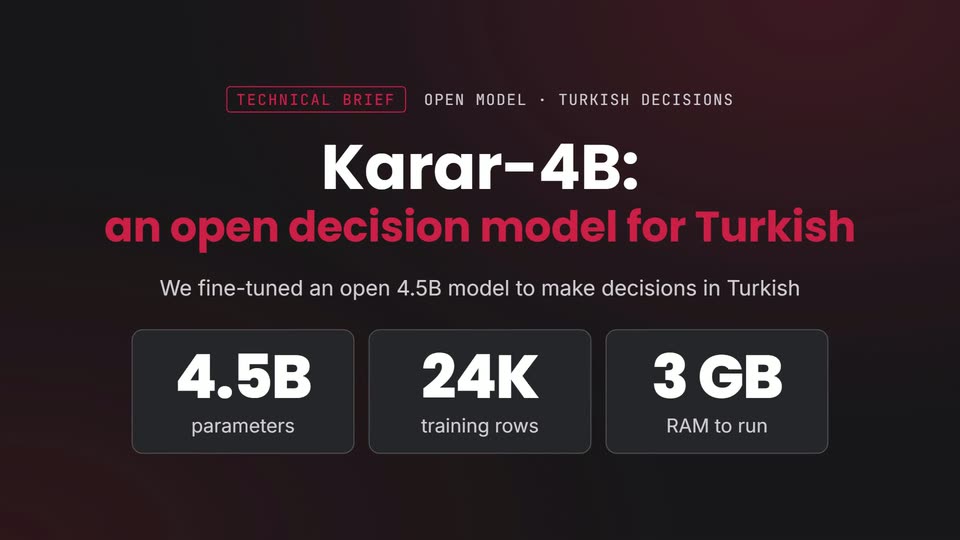 TECHNICAL BRIEF OPEN MODEL · TURKISH DECISIONS
Karar-4B:
an open decision model for Turkish
We fine-tuned an open 4.5B model to make decisions in Turkish
4.5B
parameters
24K
training rows
3 GB
RAM to run